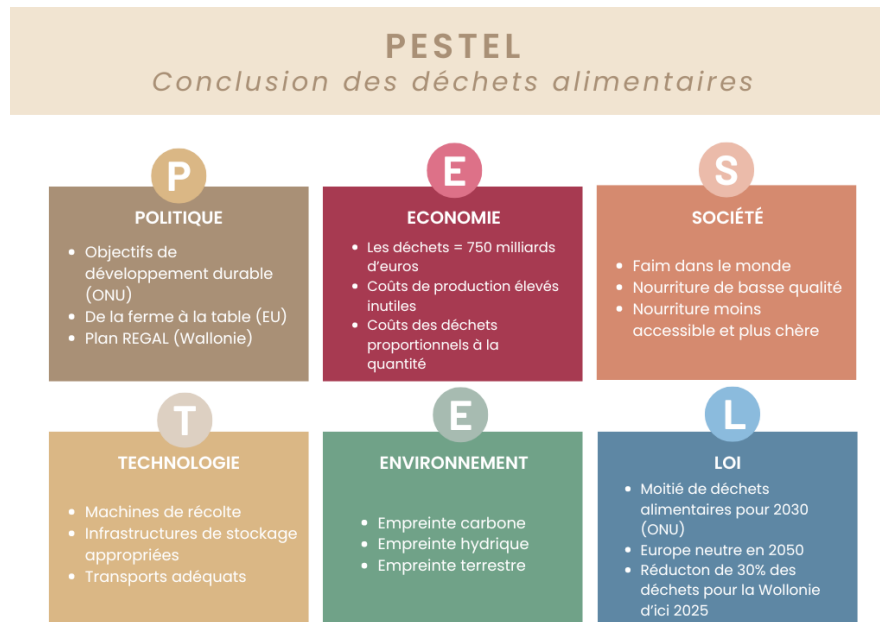 PESTEL
Conclusion des déchets alimentaires
P
POLITIQUE
• Objectifs de
développement durable
(ONU)
• De la ferme à la table (EU)
• Plan REGAL (Wallonie)
E
ECONOMIE
• Les déchets = 750 milliards
d'euros
• Coûts de production élevés
inutiles
• Coûts des déchets
proportionnels à la
quantité
S
SOCIÉTÉ
• Faim dans le monde
• Nourriture de basse qualité
• Nourriture moins
accessible et plus chère
T
TECHNOLOGIE
• Machines de récolte
• Infrastructures de stockage
appropriées
• Transports adéquats
E
ENVIRONNEMENT
• Empreinte carbone
• Empreinte hydrique
• Empreinte terrestre
L
LOI
• Moitié de déchets
alimentaires pour 2030
(ONU)
• Europe neutre en 2050
• Réducton de 30% des
déchets pour la Wollonie
d'ici 2025